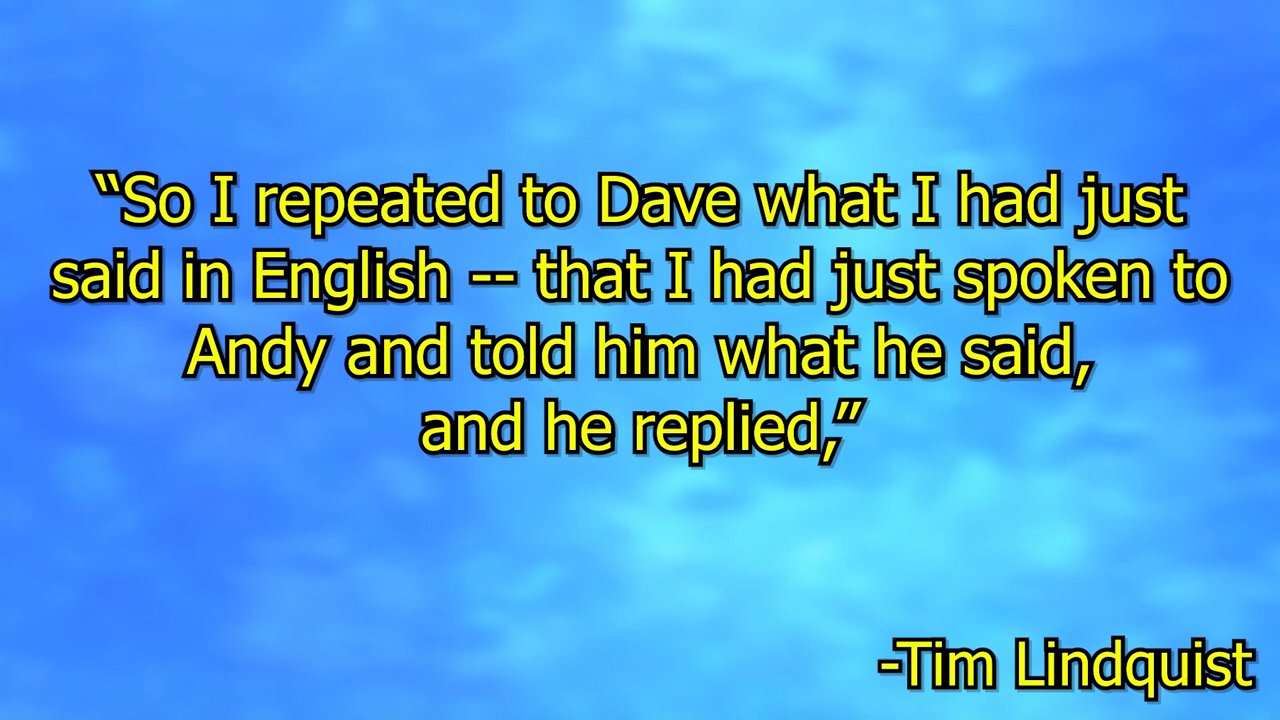 “So I repeated to Dave what I had just
said in English -- that I had just spoken to
Andy and told him what he said,
and he replied,”
-Tim Lindquist